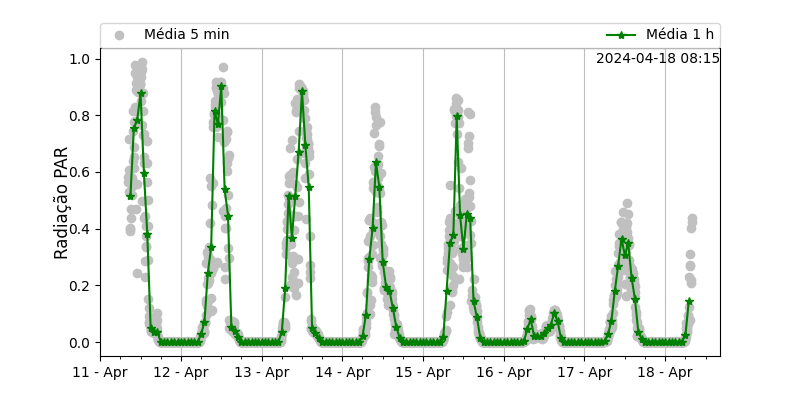 Média 5 min
Média 1 h
2024-04-18 08:15
Radiação PAR
1.0
0.8
0.6
0.4
0.2
0.0
11 - Apr
12 - Apr
13 - Apr
14 - Apr
15 - Apr
16 - Apr
17 - Apr
18 - Apr